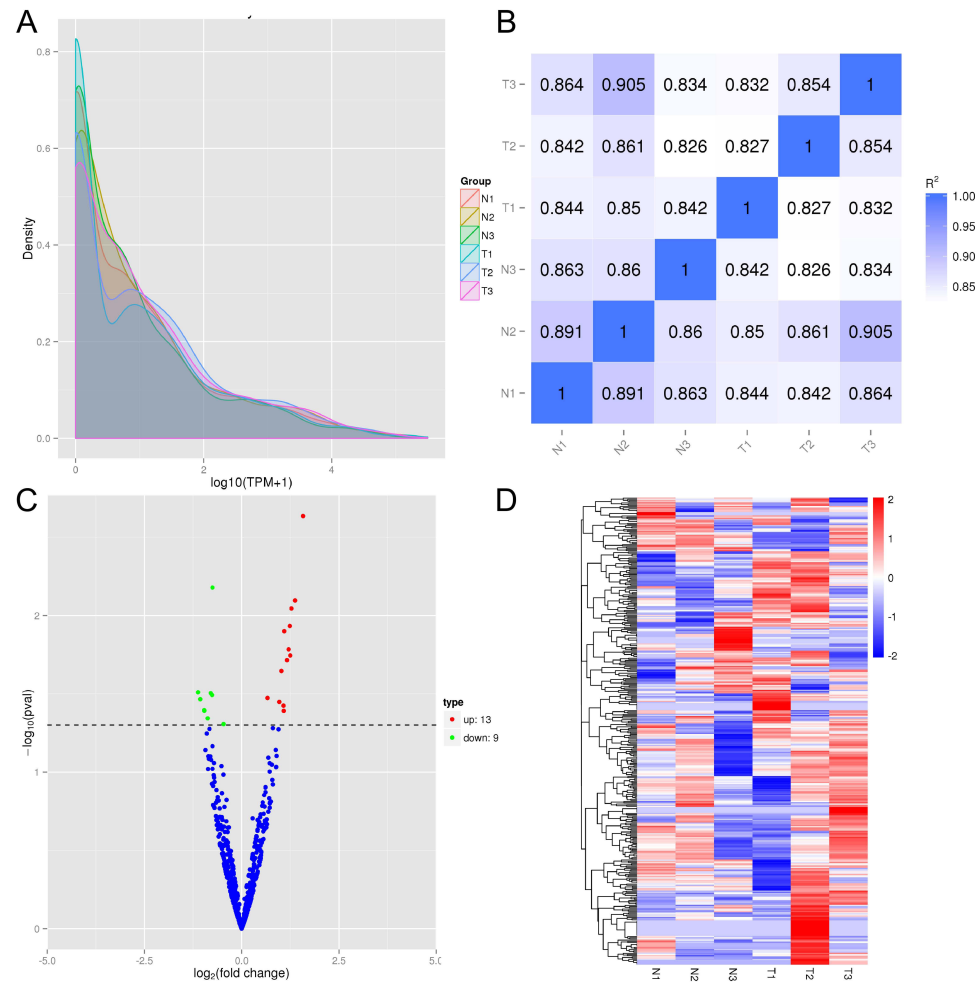 A
0.8
0.6
0.4
0.2
0.0
Density
0 2 4
log10(TPM+1)
Group
N1
N2
N3
T1
T2
T3
B
T3 0.864 0.905 0.834 0.832 0.854 1
T2 0.842 0.861 0.826 0.827 1 0.854
T1 0.844 0.85 0.842 1 0.827 0.832
N3 0.863 0.86 1 0.842 0.826 0.834
N2 0.891 1 0.86 0.85 0.861 0.905
N1 1 0.891 0.863 0.844 0.842 0.864
N1 N2 N3 T1 T2 T3
R²
1.00
0.95
0.90
0.85
C
2
1
0
−log₁₀(pval)
-5.0 -2.5 0.0 2.5 5.0
log₂(fold change)
type
up: 13
down: 9
D
2
1
0
-1
-2
N1 N2 N3 T1 T2 T3